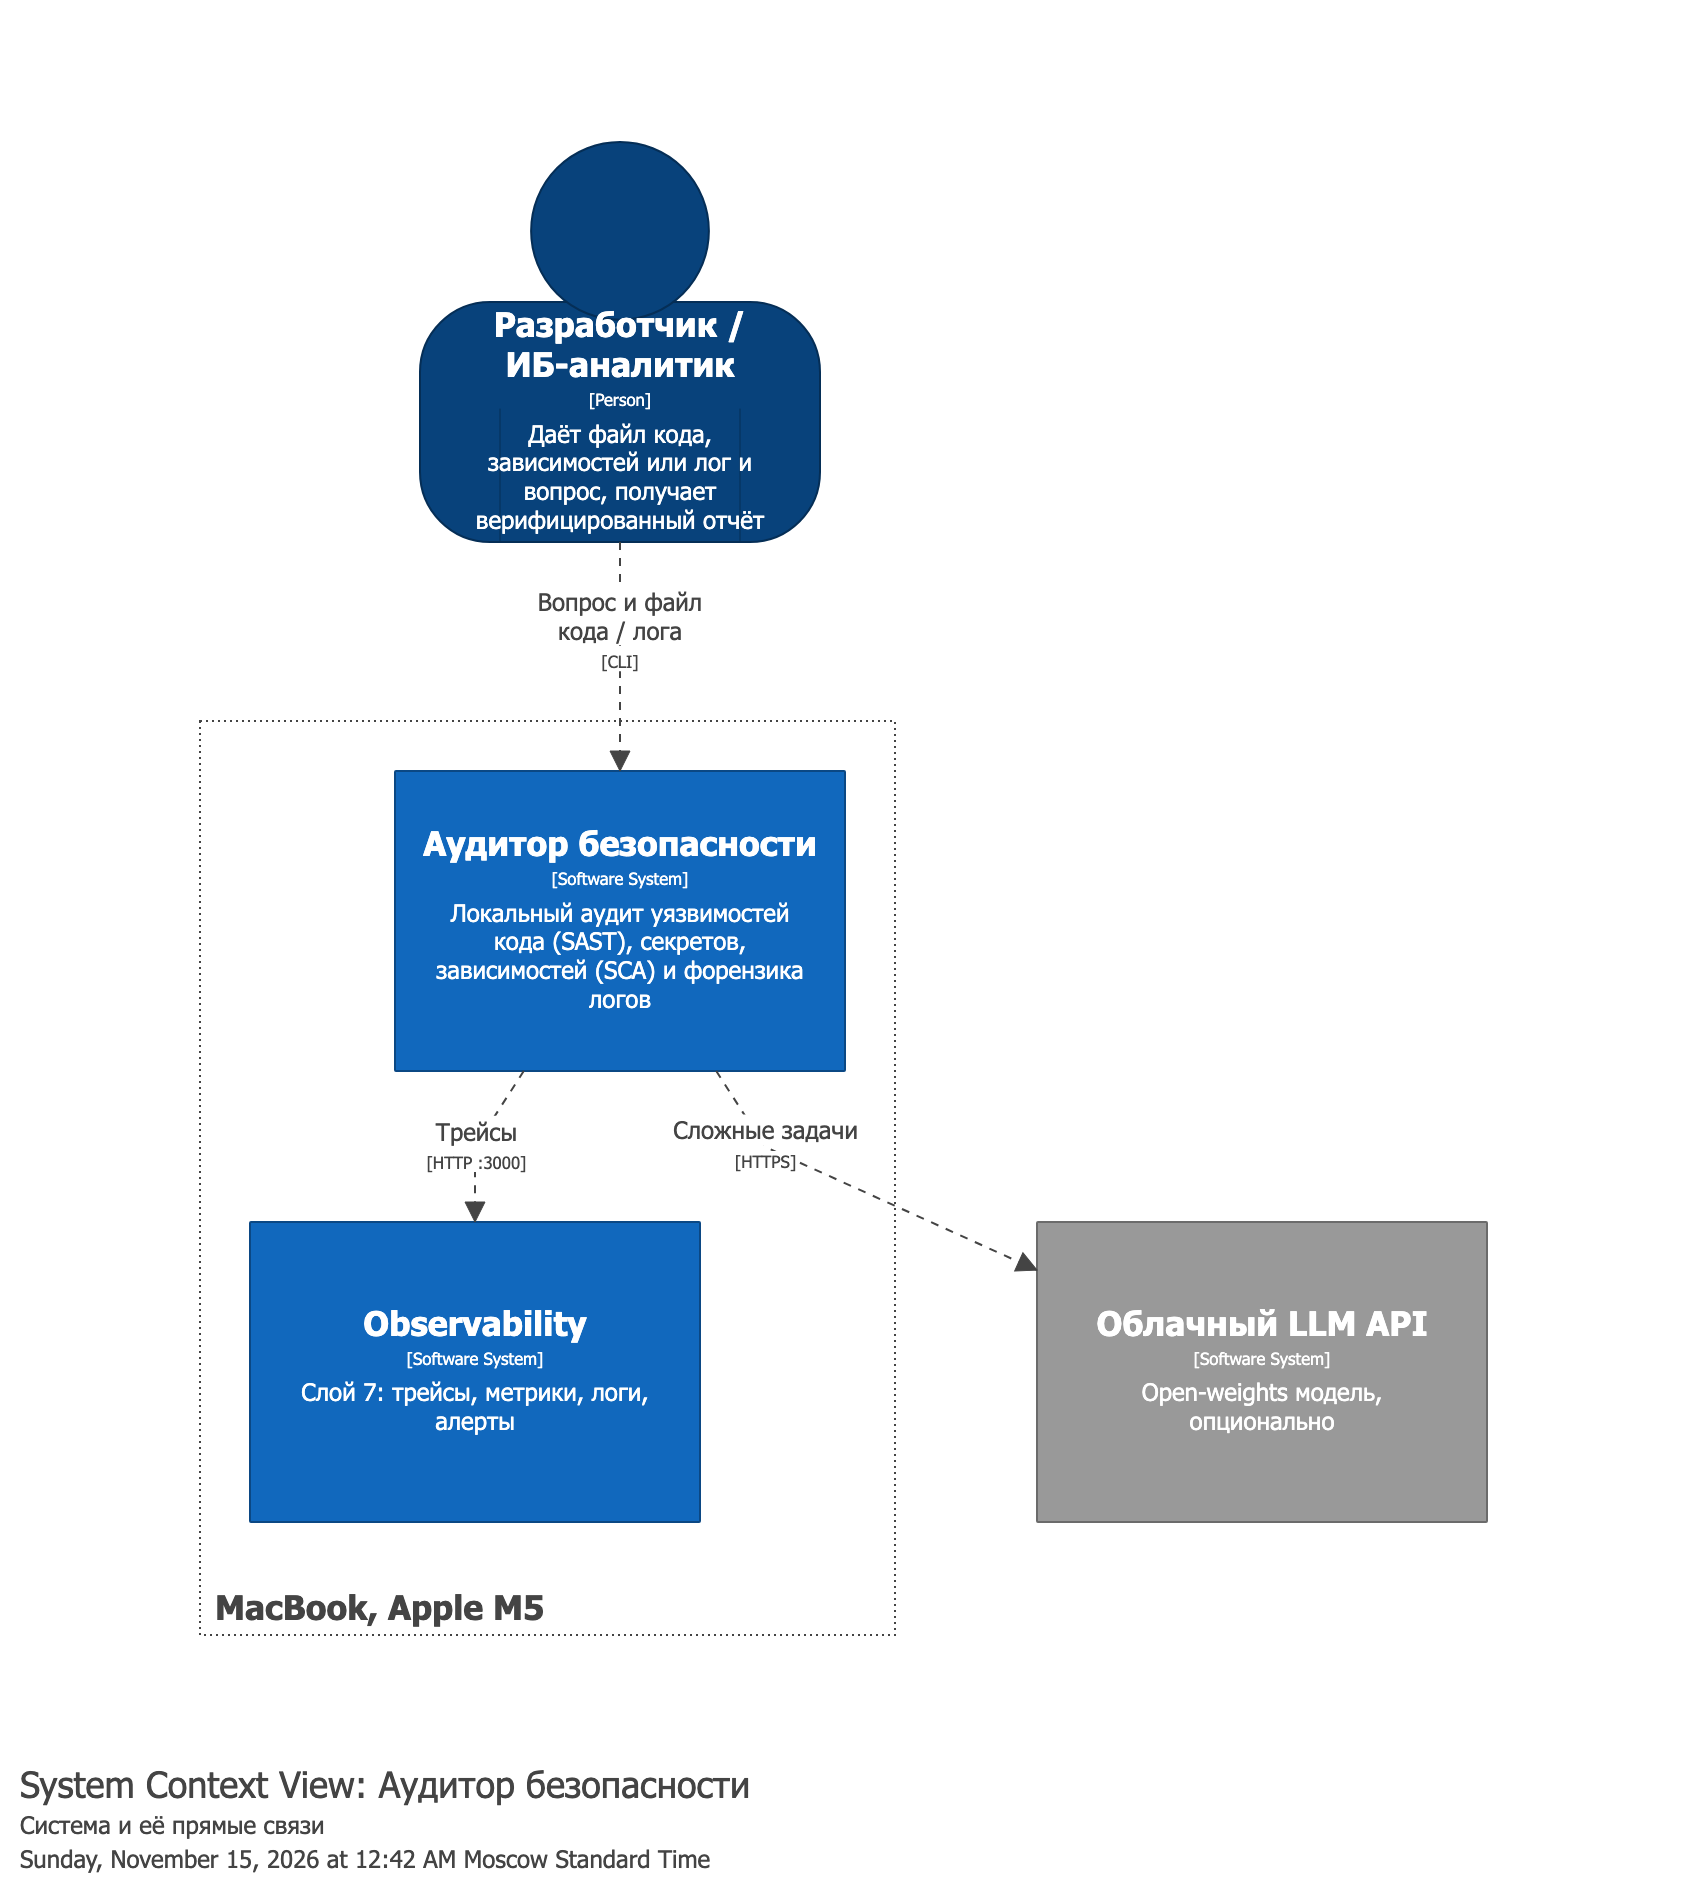 Разработчик /
ИБ-аналитик
[Person]
Даёт файл кода,
зависимостей или лог и
вопрос, получает
верифицированный отчёт
Вопрос и файл
кода / лога
[CLI]
Аудитор безопасности
[Software System]
Локальный аудит уязвимостей
кода (SAST), секретов,
зависимостей (SCA) и форензика
логов
Трейсы
[HTTP :3000]
Сложные задачи
[HTTPS]
Observability
[Software System]
Слой 7: трейсы, метрики, логи,
алерты
Облачный LLM API
[Software System]
Open-weights модель,
опционально
MacBook, Apple M5
System Context View: Аудитор безопасности
Система и её прямые связи
Sunday, November 15, 2026 at 12:42 AM Moscow Standard Time